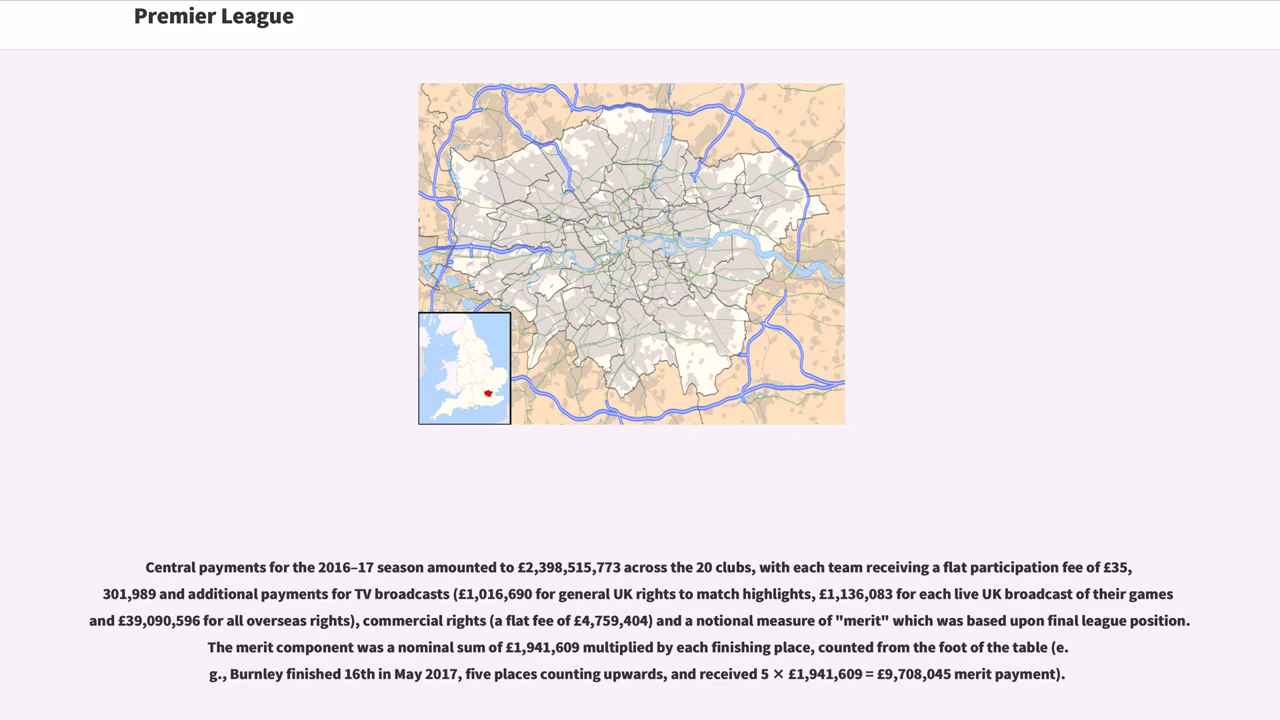 Premier League
Central payments for the 2016–17 season amounted to £2,398,515,773 across the 20 clubs, with each team receiving a flat participation fee of £35,
301,989 and additional payments for TV broadcasts (£1,016,690 for general UK rights to match highlights, £1,136,083 for each live UK broadcast of their games
and £39,090,596 for all overseas rights), commercial rights (a flat fee of £4,759,404) and a notional measure of "merit" which was based upon final league position.
The merit component was a nominal sum of £1,941,609 multiplied by each finishing place, counted from the foot of the table (e.
g., Burnley finished 16th in May 2017, five places counting upwards, and received 5 × £1,941,609 = £9,708,045 merit payment).